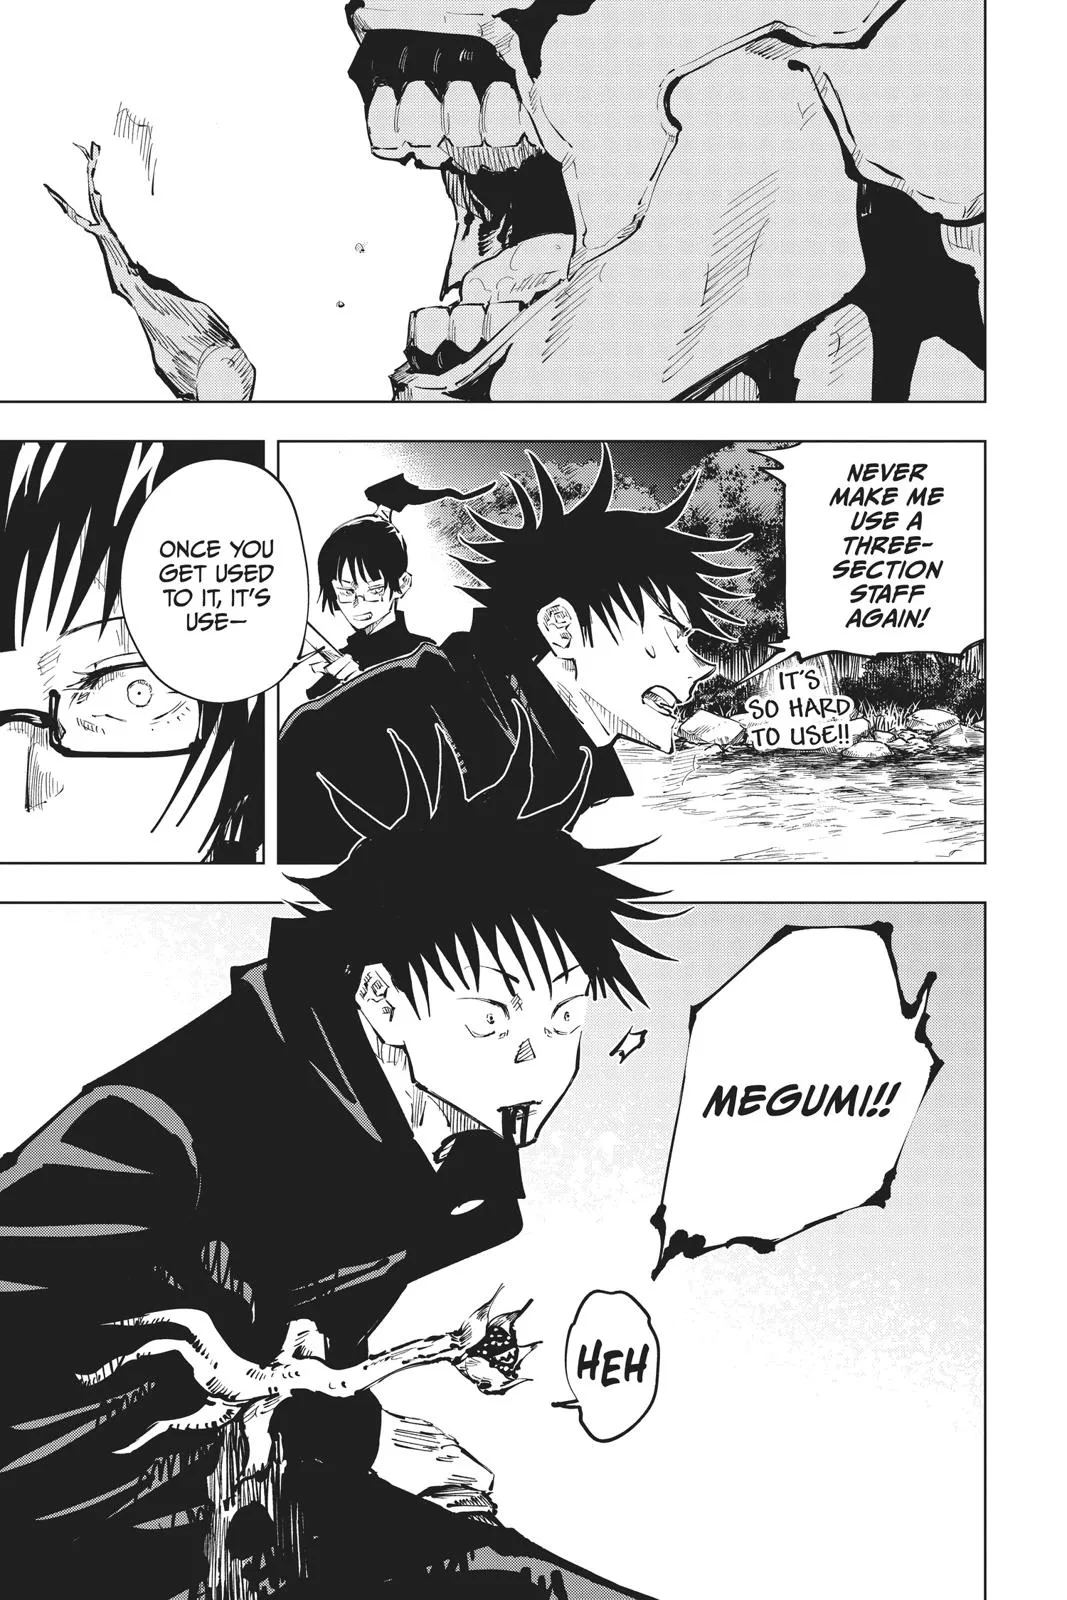 NEVER
MAKE ME
USE A
THREE-
SECTION
STAFF
AGAIN!
IT'S
SO HARD
TO USE!!
ONCE YOU
GET USED
TO IT, IT'S
USE—
MEGUMI!!
HEH